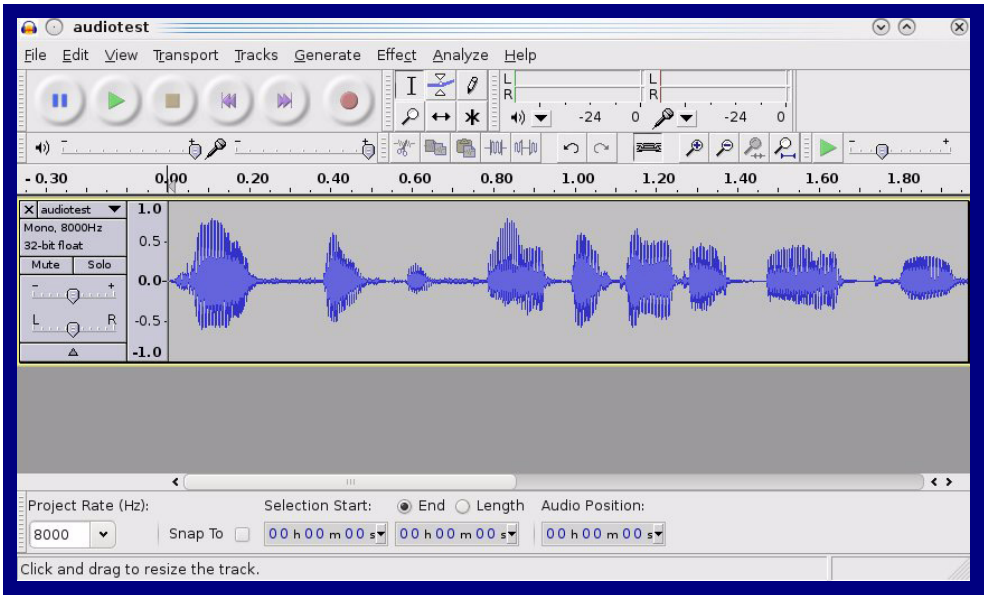 audiotest
File Edit View Transport Tracks Generate Effect Analyze Help
L R -24 0 L R -24 0
- + - +
- 0.30 0.00 0.20 0.40 0.60 0.80 1.00 1.20 1.40 1.60 1.80
X audiotest 1.0
Mono, 8000Hz
32-bit float 0.5
Mute Solo
- + 0.0
L R -0.5
-1.0
Project Rate (Hz): Selection Start: End Length Audio Position:
8000 Snap To 00 h 00 m 00 s 00 h 00 m 00 s 00 h 00 m 00 s
Click and drag to resize the track.